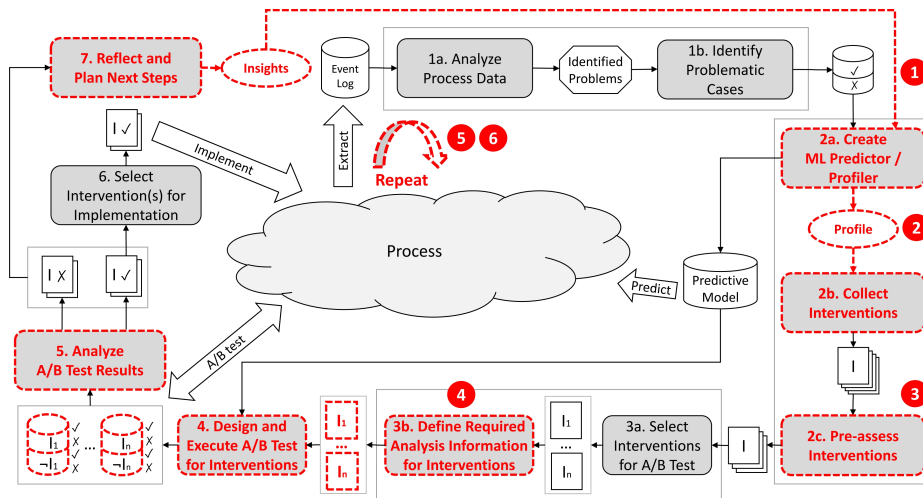 7. Reflect and
Plan Next Steps
Insights
Event
Log
1a. Analyze
Process Data
Identified
Problems
1b. Identify
Problematic
Cases
✓
X
1
I ✓
Implement
Extract
5 6
Repeat
2a. Create
ML Predictor /
Profiler
6. Select
Intervention(s) for
Implementation
Profile
2
Process
I X
I ✓
Predict
Predictive
Model
2b. Collect
Interventions
5. Analyze
A/B Test Results
A/B test
I
3
4
I₁
...
Iₙ
¬I₁
¬Iₙ
✓
X
✓
X
✓
X
✓
X
4. Design and
Execute A/B Test
for Interventions
I₁
...
Iₙ
3b. Define Required
Analysis Information
for Interventions
I₁
...
Iₙ
3a. Select
Interventions
for A/B Test
I
2c. Pre-assess
Interventions